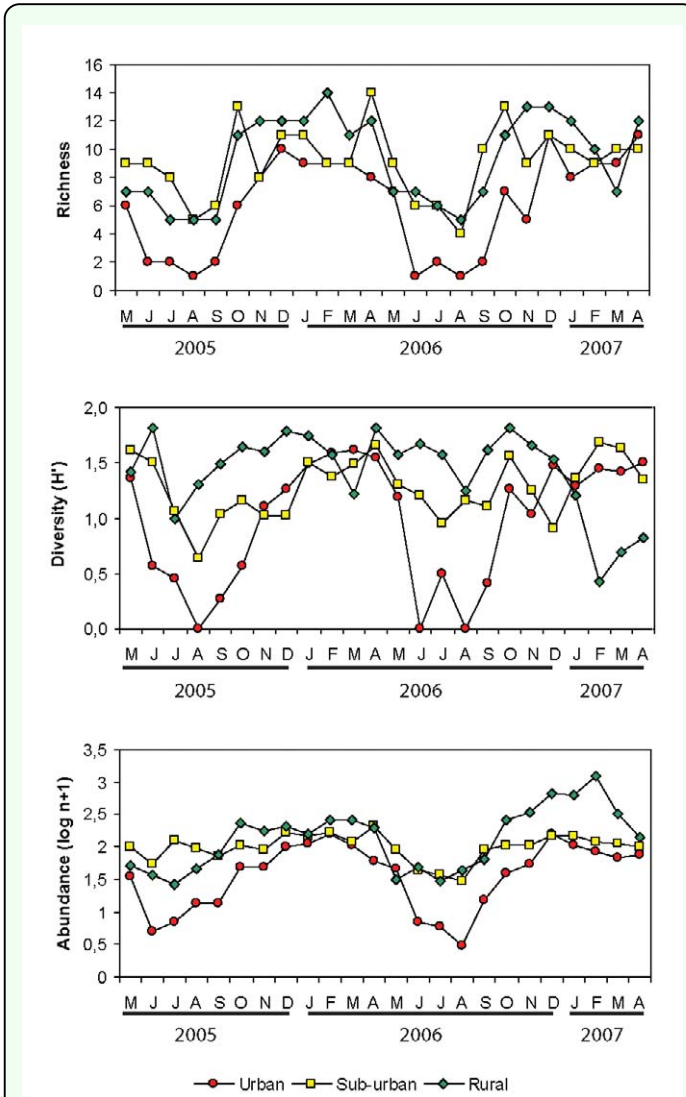 16
14
12
10
8
6
4
2
0
Richness
M J J A S O N D J F M A M J J A S O N D J F M A
2005 2006 2007
2,0
1,5
1,0
0,5
0,0
Diversity (H')
M J J A S O N D J F M A M J J A S O N D J F M A
2005 2006 2007
3,5
3
2,5
2
1,5
1
0,5
0
Abundance (log n+1)
M J J A S O N D J F M A M J J A S O N D J F M A
2005 2006 2007
Urban Sub-urban Rural